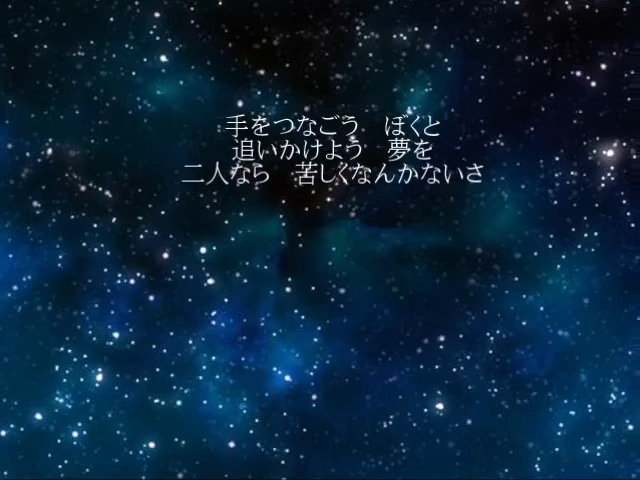 手をつなごう　ぼくと
追いかけよう　夢を
二人なら　苦しくなんかないさ